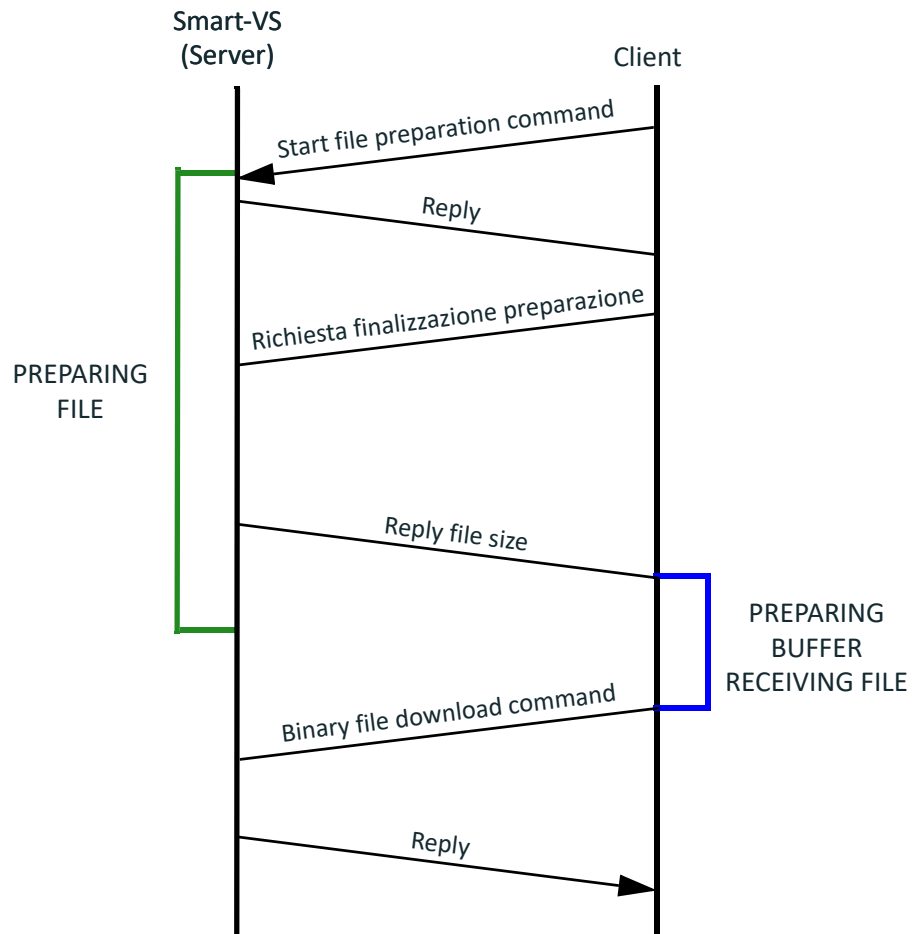 Smart-VS
(Server)
Client
Start file preparation command
Reply
Richiesta finalizzazione preparazione
PREPARING
FILE
Reply file size
PREPARING
BUFFER
RECEIVING FILE
Binary file download command
Reply